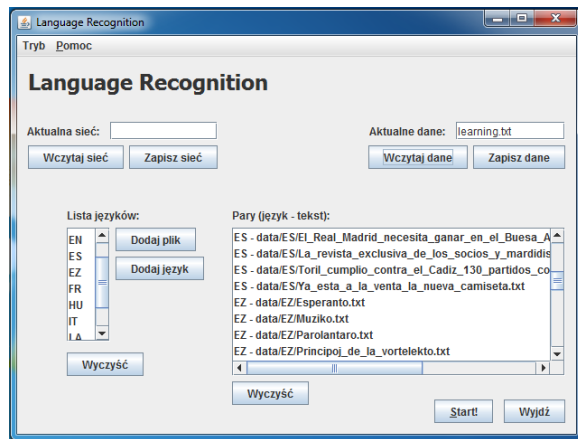 Language Recognition
Tryb Pomoc
Language Recognition
Aktualna sieć:
Aktualne dane: learning.txt
Wczytaj sieć Zapisz sieć Wczytaj dane Zapisz dane
Lista języków:
Pary (język - tekst):
EN
ES
EZ
FR
HU
IT
LA
Dodaj plik
Dodaj język
Wyczyść
ES - data/ES/El_Real_Madrid_necesita_ganar_en_el_Buesa_A
ES - data/ES/La_revista_exclusiva_de_los_socios_y_mardidis
ES - data/ES/Toril_cumplio_contra_el_Cadiz_130_partidos_co
ES - data/ES/Ya_esta_a_la_venta_la_nueva_camiseta.txt
EZ - data/EZ/Esperanto.txt
EZ - data/EZ/Muziko.txt
EZ - data/EZ/Parolantaro.txt
EZ - data/EZ/Principoj_de_la_vortelekto.txt
Wyczyść
Start! Wyjdź